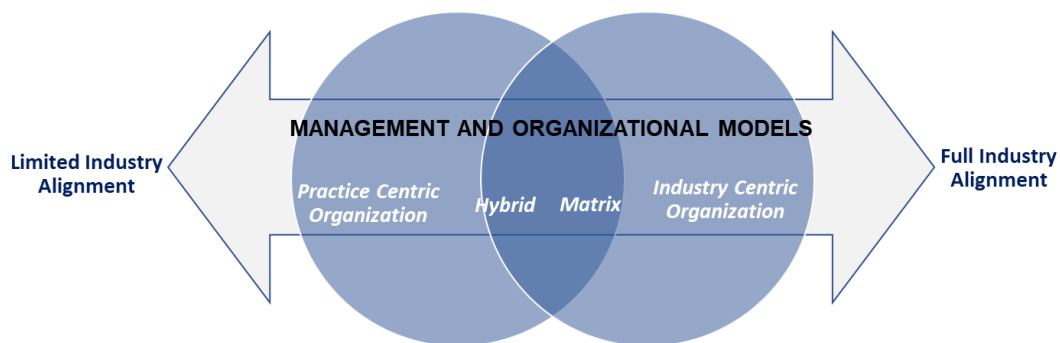 MANAGEMENT AND ORGANIZATIONAL MODELS
Limited Industry
Alignment
Practice Centric
Organization
Hybrid
Matrix
Industry Centric
Organization
Full Industry
Alignment